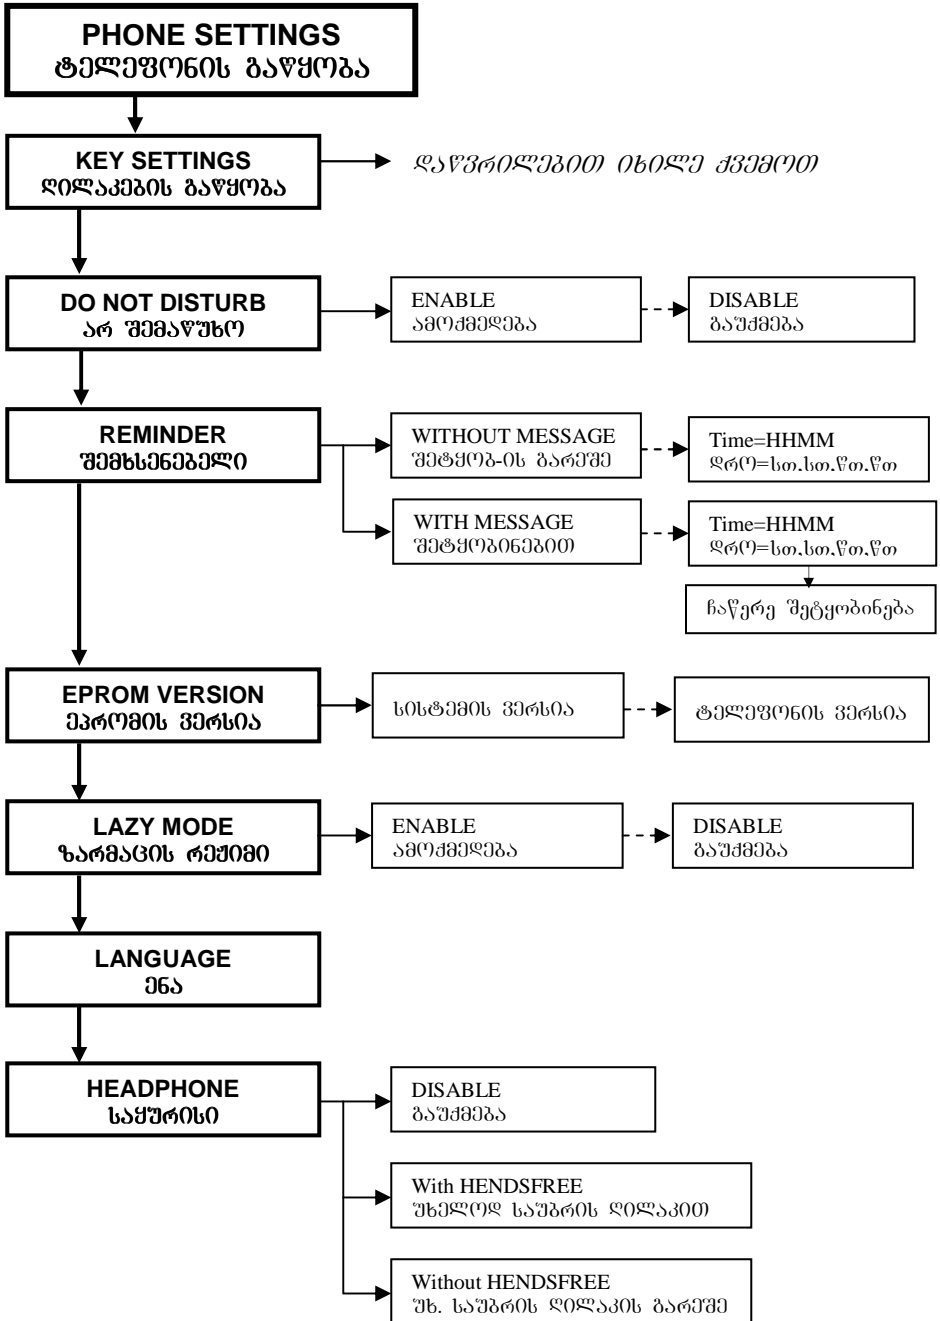 PHONE SETTINGS
ტელეფონის გაწყობა
KEY SETTINGS
ღილაკების გაწყობა
დაწვრილებით იხილე ქვემოთ
DO NOT DISTURB
არ შემაწუხო
ENABLE
ამოქმედება
DISABLE
გაუქმება
REMINDER
შემხსენებელი
WITHOUT MESSAGE
შეტყობ-ის გარეშე
Time=HHMM
დრო=სთ,სთ,წთ,წთ
WITH MESSAGE
შეტყობინებით
Time=HHMM
დრო=სთ,სთ,წთ,წთ
ჩაწერე შეტყობინება
EPROM VERSION
ეპრომის ვერსია
სისტემის ვერსია
ტელეფონის ვერსია
LAZY MODE
ზარმაცის რეჟიმი
ENABLE
ამოქმედება
DISABLE
გაუქმება
LANGUAGE
ენა
HEADPHONE
საყურისი
DISABLE
გაუქმება
With HENDSFREE
უხელოდ საუბრის ღილაკით
Without HENDSFREE
უხ. საუბრის ღილაკის გარეშე